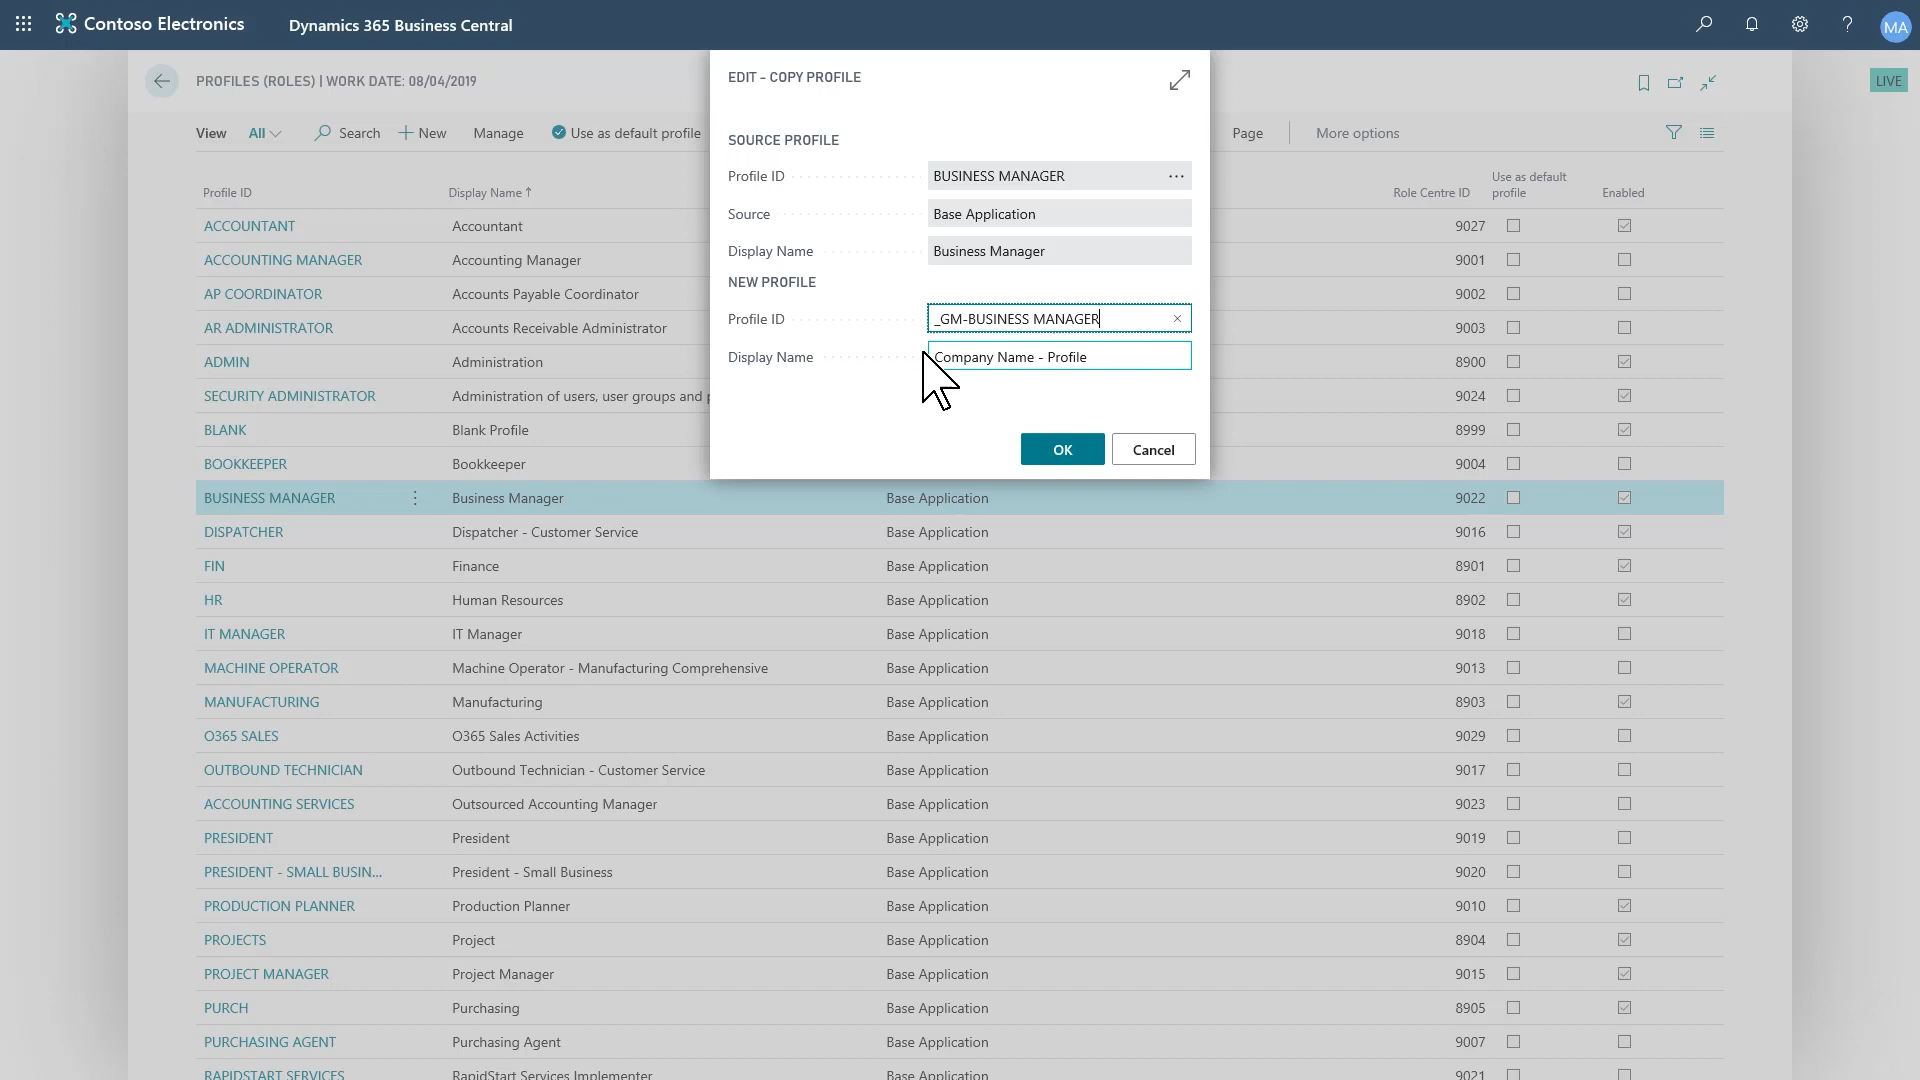 Contoso Electronics Dynamics 365 Business Central MA
PROFILES (ROLES) | WORK DATE: 08/04/2019 LIVE
View All Search New Manage Use as default profile Page More options
EDIT - COPY PROFILE
SOURCE PROFILE
Profile ID BUSINESS MANAGER ...
Source Base Application
Display Name Business Manager
NEW PROFILE
Profile ID _GM-BUSINESS MANAGER
Display Name Company Name - Profile
OK Cancel
Profile ID Display Name ↑ Role Centre ID Use as default profile Enabled
ACCOUNTANT Accountant 9027
ACCOUNTING MANAGER Accounting Manager 9001
AP COORDINATOR Accounts Payable Coordinator 9002
AR ADMINISTRATOR Accounts Receivable Administrator 9003
ADMIN Administration 8900
SECURITY ADMINISTRATOR Administration of users, user groups and 9024
BLANK Blank Profile 8999
BOOKKEEPER Bookkeeper 9004
BUSINESS MANAGER Business Manager Base Application 9022
DISPATCHER Dispatcher - Customer Service Base Application 9016
FIN Finance Base Application 8901
HR Human Resources Base Application 8902
IT MANAGER IT Manager Base Application 9018
MACHINE OPERATOR Machine Operator - Manufacturing Comprehensive Base Application 9013
MANUFACTURING Manufacturing Base Application 8903
O365 SALES O365 Sales Activities Base Application 9029
OUTBOUND TECHNICIAN Outbound Technician - Customer Service Base Application 9017
ACCOUNTING SERVICES Outsourced Accounting Manager Base Application 9023
PRESIDENT President Base Application 9019
PRESIDENT - SMALL BUSIN... President - Small Business Base Application 9020
PRODUCTION PLANNER Production Planner Base Application 9010
PROJECTS Project Base Application 8904
PROJECT MANAGER Project Manager Base Application 9015
PURCH Purchasing Base Application 8905
PURCHASING AGENT Purchasing Agent Base Application 9007
RAPIDSTART SERVICES RapidStart Services Implementer Base Application 9021